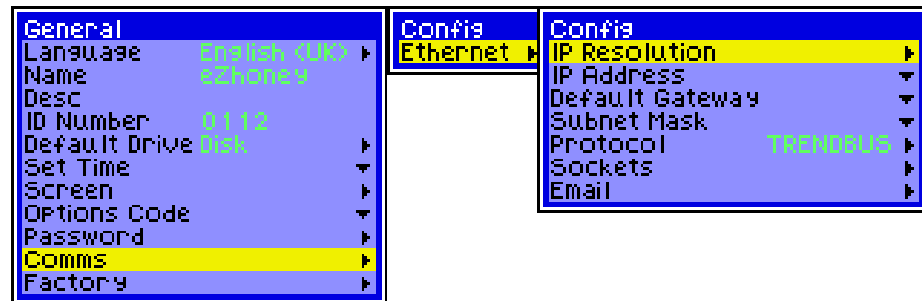 General
Language English (UK)
Name eZhoney
Desc
ID Number 0112
Default Drive Disk
Set Time
Screen
Options Code
Password
Comms
Factory
Config
Ethernet
Config
IP Resolution
IP Address
Default Gateway
Subnet Mask
Protocol TRENDBUS
Sockets
Email